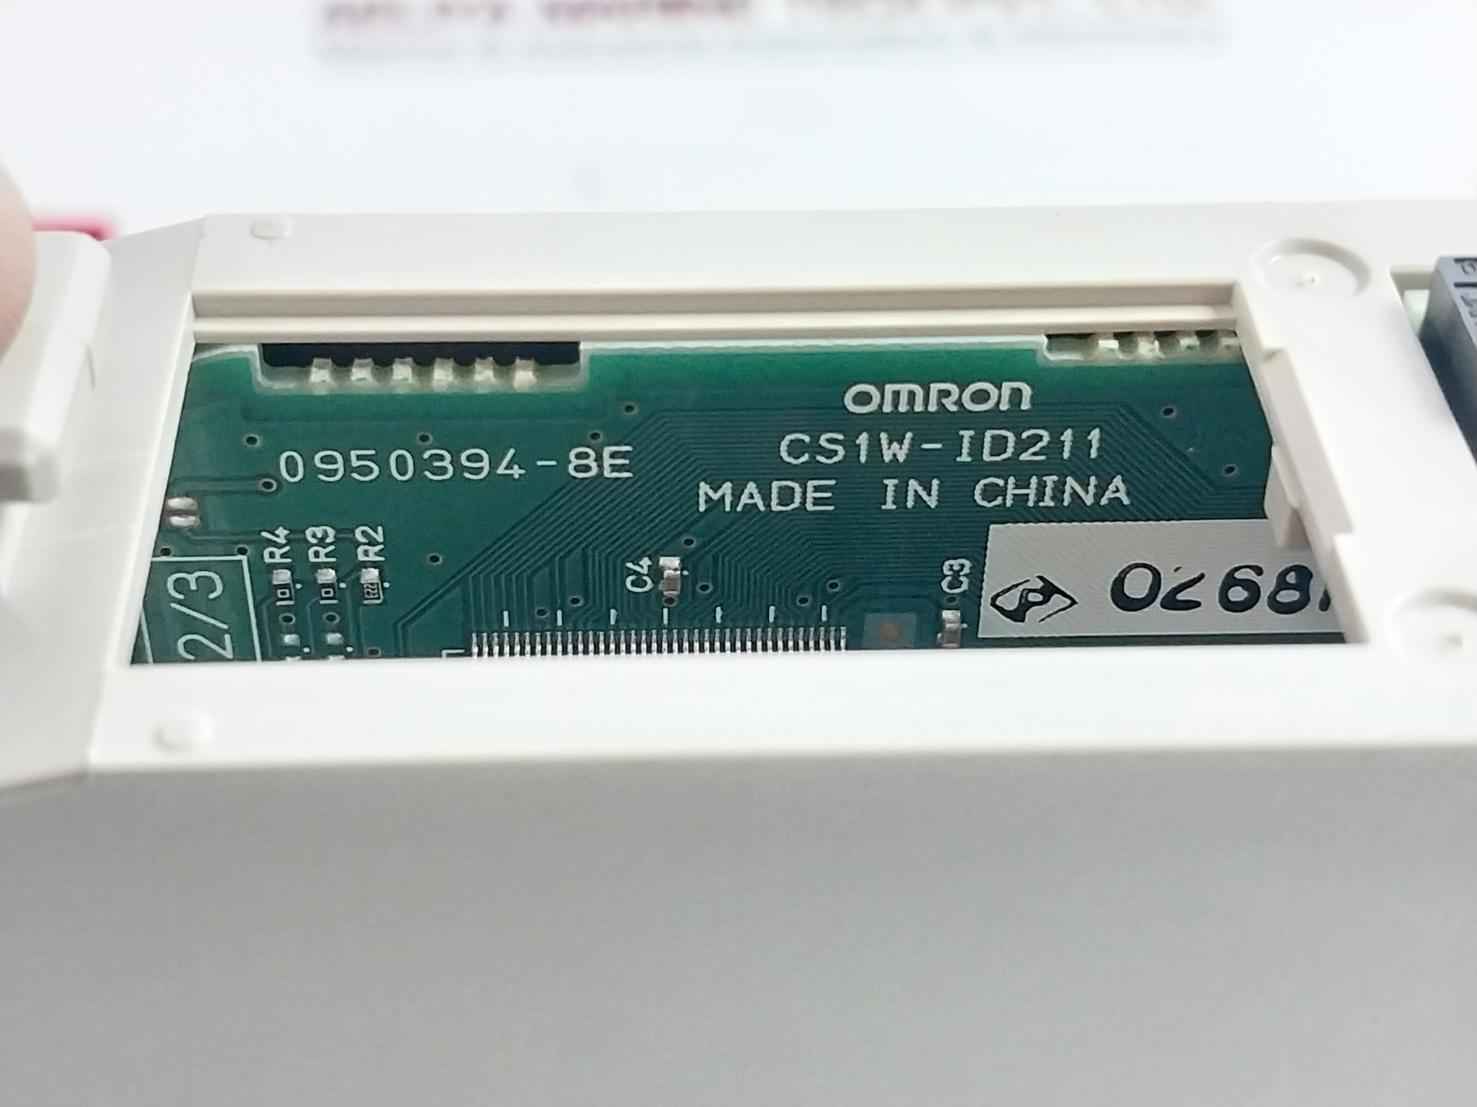 OMRON
CS1W-ID211
MADE IN CHINA
0950394-8E
R4
R3
R2
C4
C3
2/3